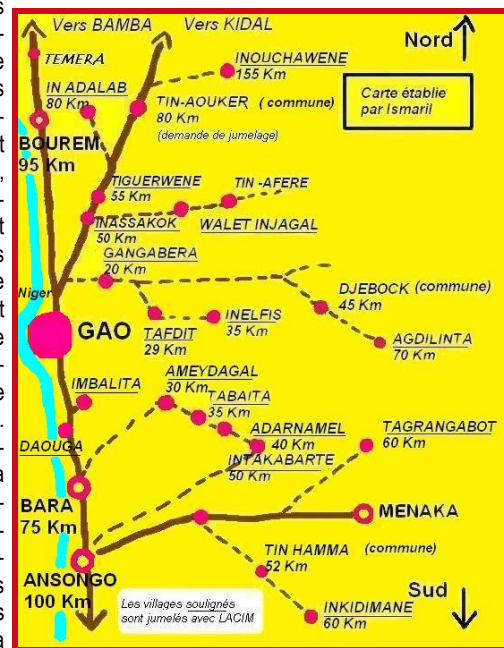 Vers BAMBA
Vers KIDAL
Nord
TEMERA
INOUCHAWENE
155 Km
IN ADALAB
80 Km
TIN-AOUKER (commune)
80 Km
(demande de jumelage)
Carte établie
par Ismaril
BOUREM
95 Km
TIGUERWENE
55 Km
TIN -AFERE
INASSAKOK
50 Km
WALET INJAGAL
GANGABERA
20 Km
Niger
DJEBOCK (commune)
45 Km
GAO
TAFDIT
29 Km
INELFIS
35 Km
AGDILINTA
70 Km
IMBALITA
AMEYDAGAL
30 Km
TABAITA
35 Km
DAOUGA
ADARNAMEL
40 Km
TAGRANGABOT
60 Km
INTAKABARTE
50 Km
BARA
75 Km
MENAKA
ANSONGO
100 Km
TIN HAMMA (commune)
52 Km
Les villages soulignés
sont jumelés avec LACIM
INKIDIMANE
60 Km
Sud